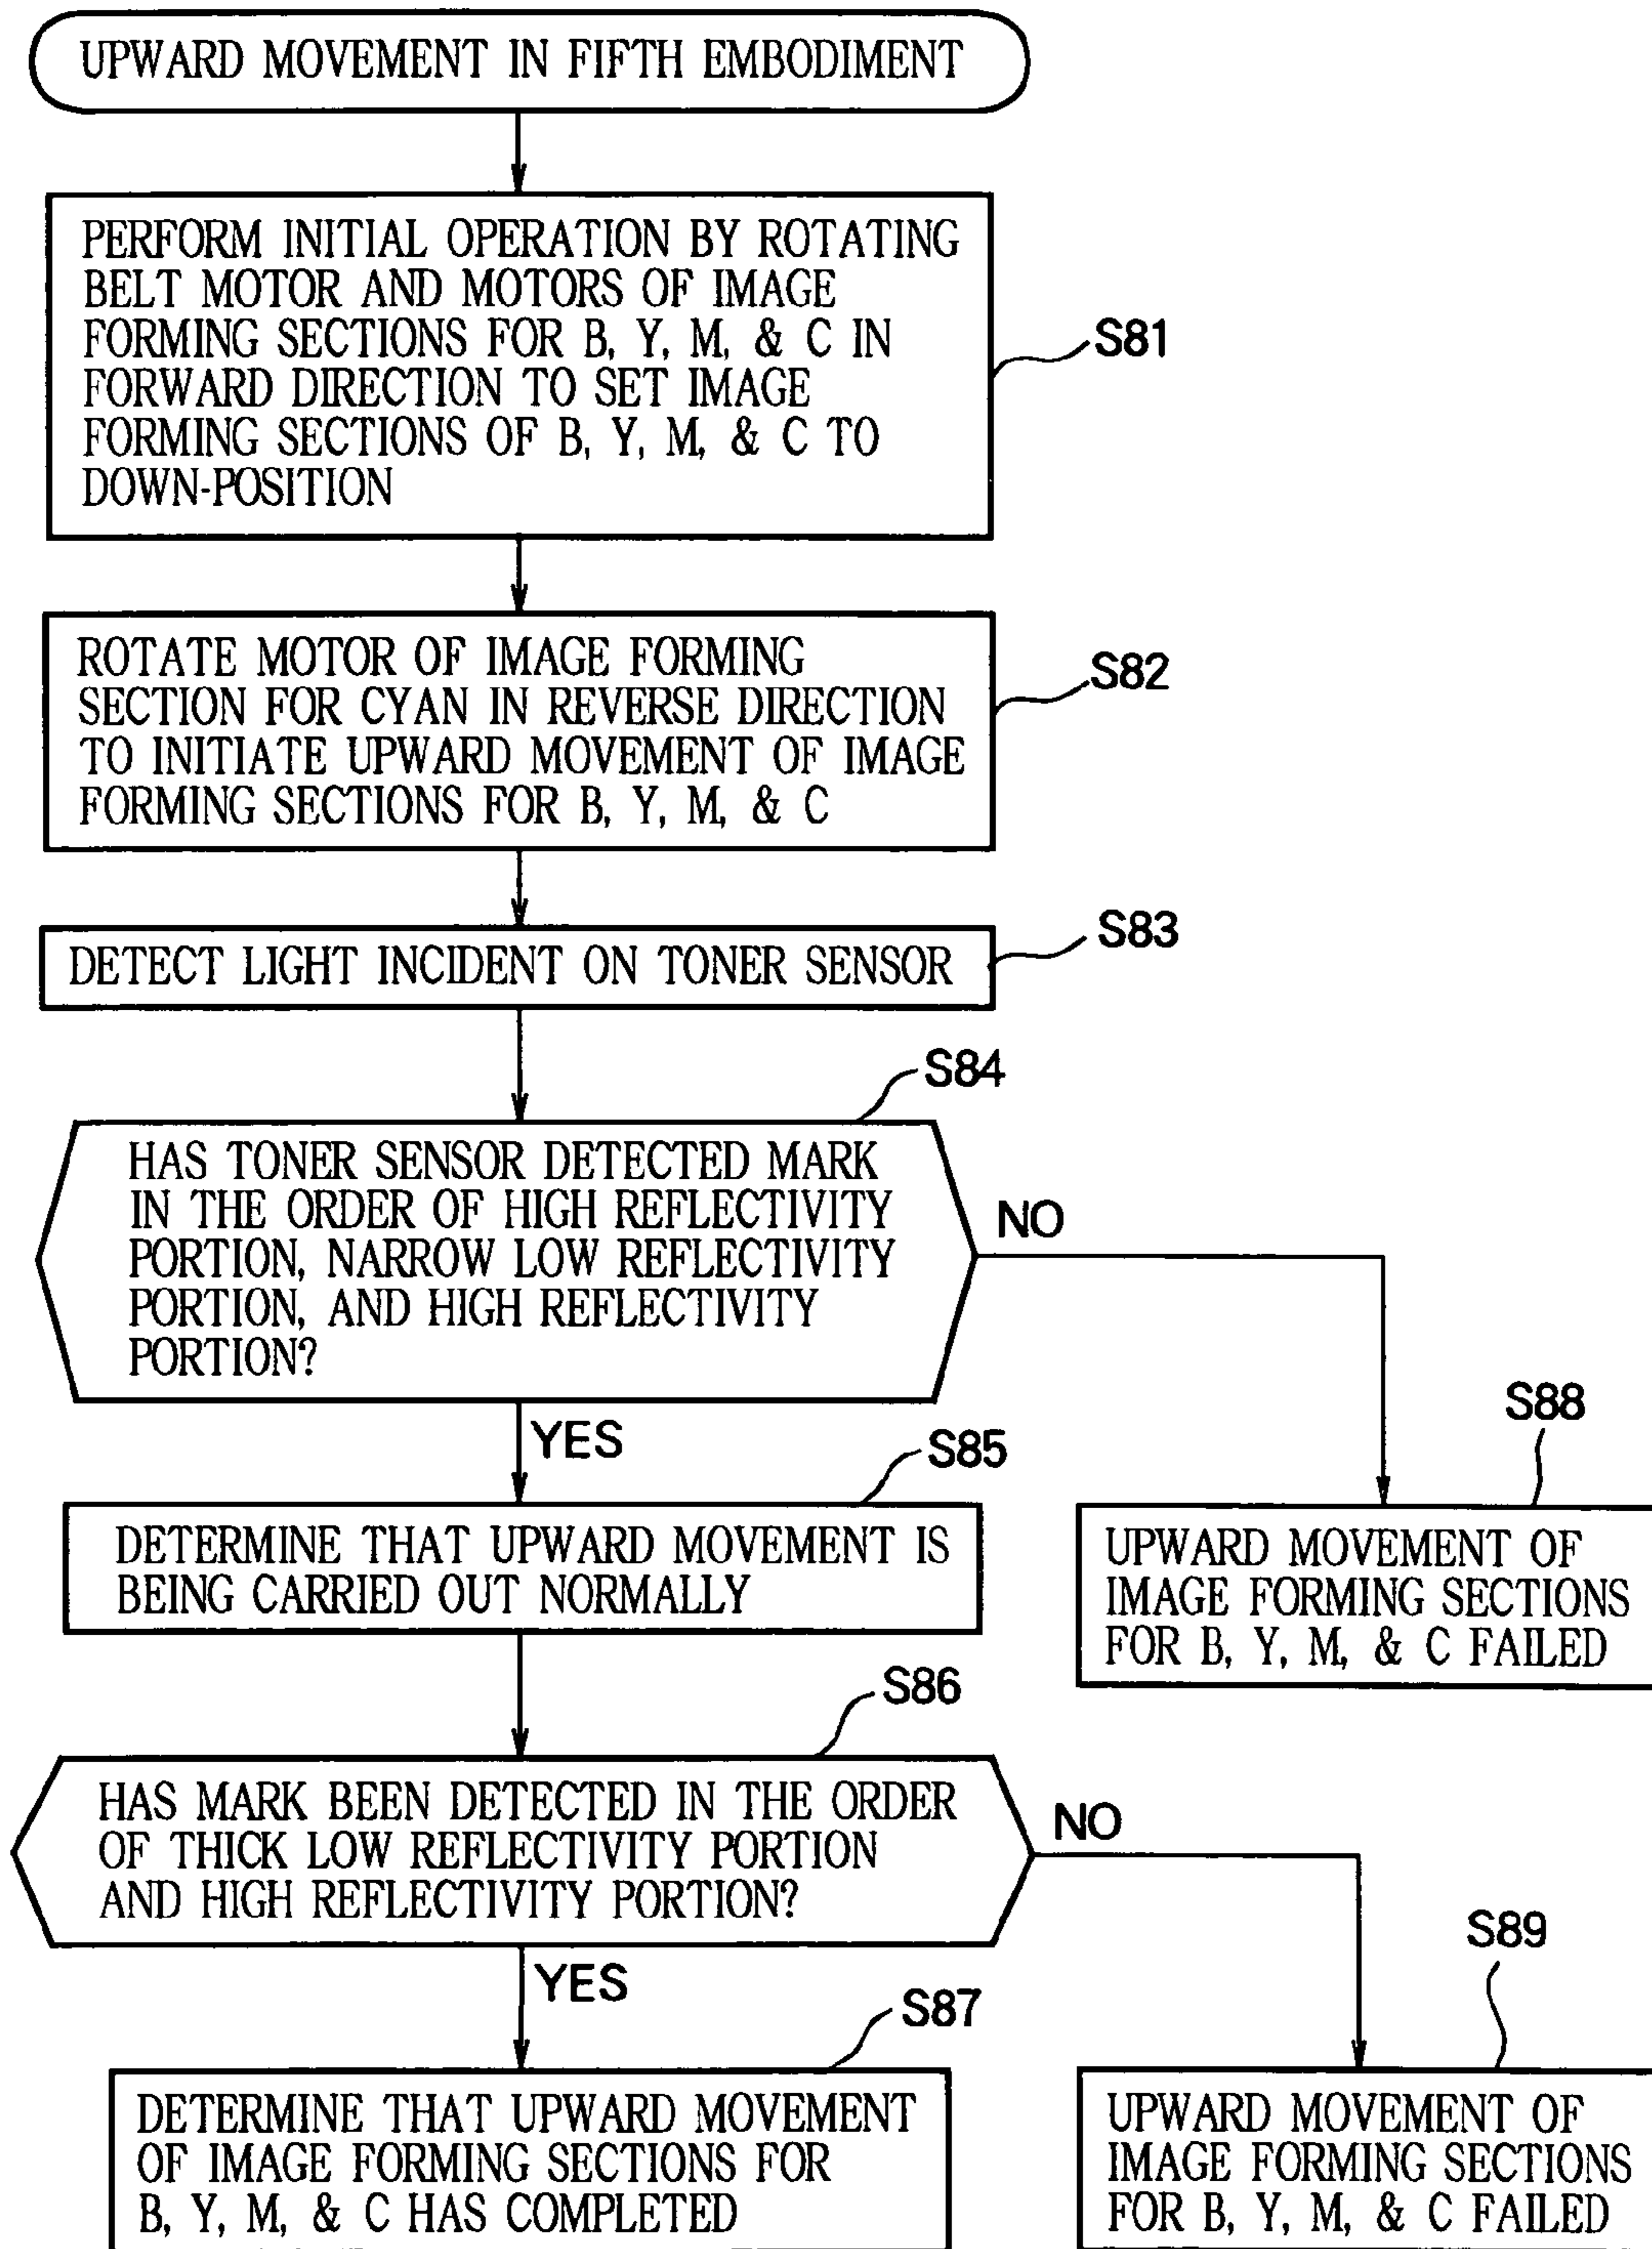 UPWARD MOVEMENT IN FIFTH EMBODIMENT
PERFORM INITIAL OPERATION BY ROTATING
BELT MOTOR AND MOTORS OF IMAGE
FORMING SECTIONS FOR B, Y, M, & C IN
FORWARD DIRECTION TO SET IMAGE
FORMING SECTIONS OF B, Y, M, & C TO
DOWN-POSITION
S81
ROTATE MOTOR OF IMAGE FORMING
SECTION FOR CYAN IN REVERSE DIRECTION
TO INITIATE UPWARD MOVEMENT OF IMAGE
FORMING SECTIONS FOR B, Y, M, & C
S82
DETECT LIGHT INCIDENT ON TONER SENSOR
S83
S84
HAS TONER SENSOR DETECTED MARK
IN THE ORDER OF HIGH REFLECTIVITY
PORTION, NARROW LOW REFLECTIVITY
PORTION, AND HIGH REFLECTIVITY
PORTION?
NO
YES
S85
DETERMINE THAT UPWARD MOVEMENT IS
BEING CARRIED OUT NORMALLY
S88
UPWARD MOVEMENT OF
IMAGE FORMING SECTIONS
FOR B, Y, M, & C FAILED
S86
HAS MARK BEEN DETECTED IN THE ORDER
OF THICK LOW REFLECTIVITY PORTION
AND HIGH REFLECTIVITY PORTION?
NO
YES
S87
DETERMINE THAT UPWARD MOVEMENT
OF IMAGE FORMING SECTIONS FOR
B, Y, M, & C HAS COMPLETED
S89
UPWARD MOVEMENT OF
IMAGE FORMING SECTIONS
FOR B, Y, M, & C FAILED